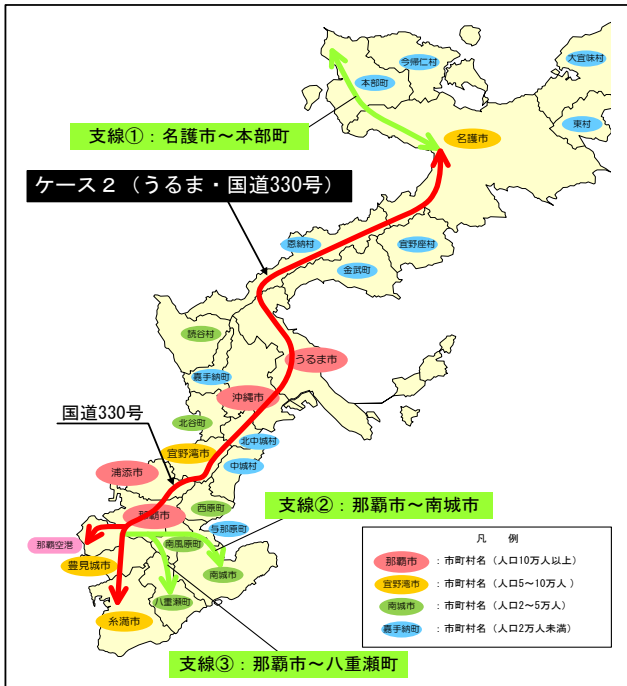 今帰仁村
大宜味村
本部町
支線①：名護市～本部町
名護市
東村
ケース２（うるま・国道330号）
恩納村
宜野座村
金武町
読谷村
うるま市
嘉手納町
沖縄市
国道330号
北谷町
北中城村
宜野湾市
中城村
浦添市
支線②：那覇市～南城市
西原町
那覇市
与那原町
那覇空港
南風原町
豊見城市
南城市
八重瀬町
糸満市
支線③：那覇市～八重瀬町
凡　例
那覇市 ：市町村名（人口10万人以上）
宜野湾市 ：市町村名（人口5～10万人）
南城市 ：市町村名（人口2～5万人）
嘉手納町 ：市町村名（人口2万人未満）